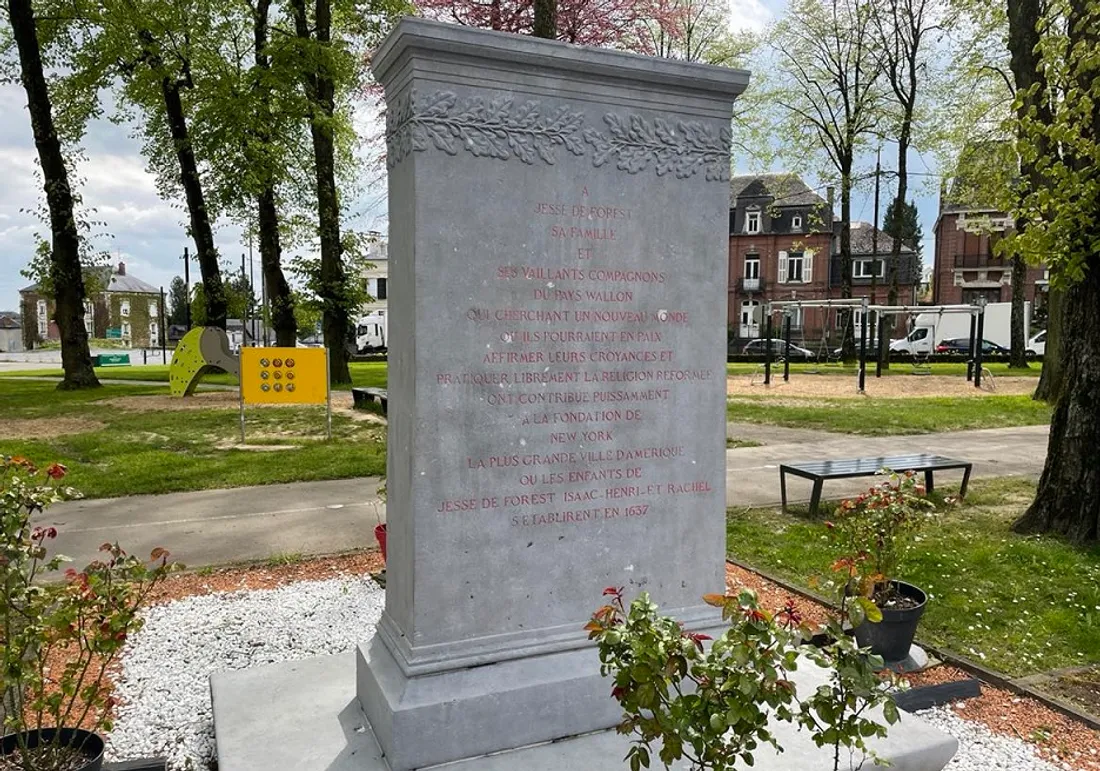 A
JESSE DE FOREST
SA FAMILLE
ET
SES VAILLANTS COMPAGNONS
DU PAYS WALLON
QUI CHERCHANT UN NOUVEAU MONDE
OU ILS POURRAIENT EN PAIX
AFFIRMER LEURS CROYANCES ET
PRATIQUER LIBREMENT LA RELIGION REFORMEE
ONT CONTRIBUE PUISSAMMENT
A LA FONDATION DE
NEW YORK
LA PLUS GRANDE VILLE D'AMERIQUE
OU LES ENFANTS DE
JESSE DE FOREST ISAAC-HENRI-ET RACHEL
S'ETABLIRENT EN 1637